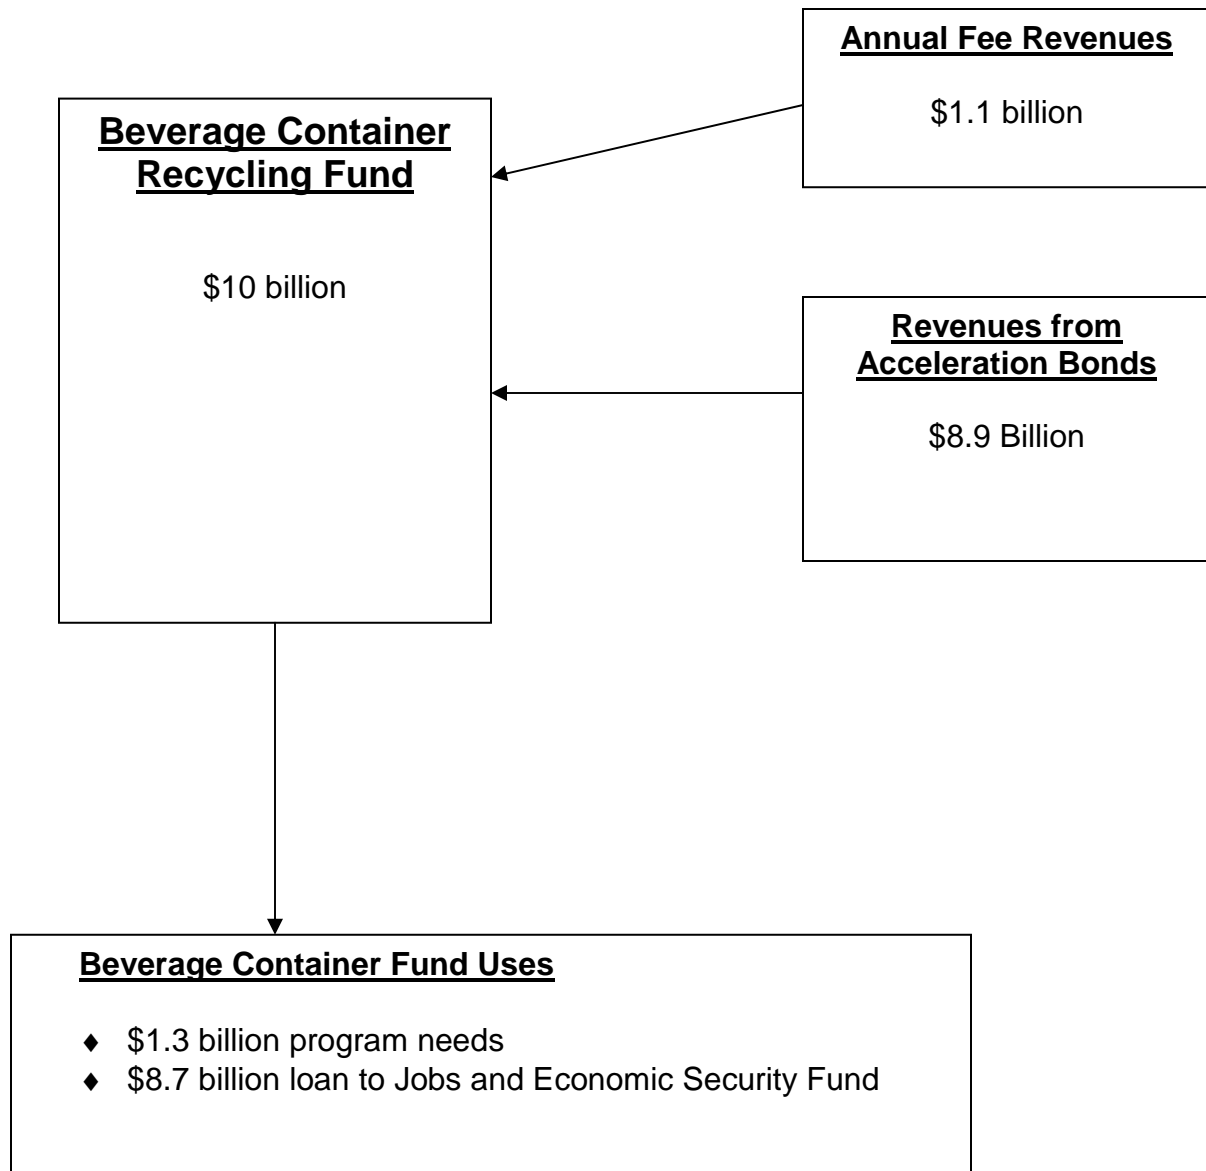 Annual Fee Revenues
$1.1 billion
Beverage Container
Recycling Fund
$10 billion
Revenues from
Acceleration Bonds
$8.9 Billion
Beverage Container Fund Uses
♦ $1.3 billion program needs
♦ $8.7 billion loan to Jobs and Economic Security Fund